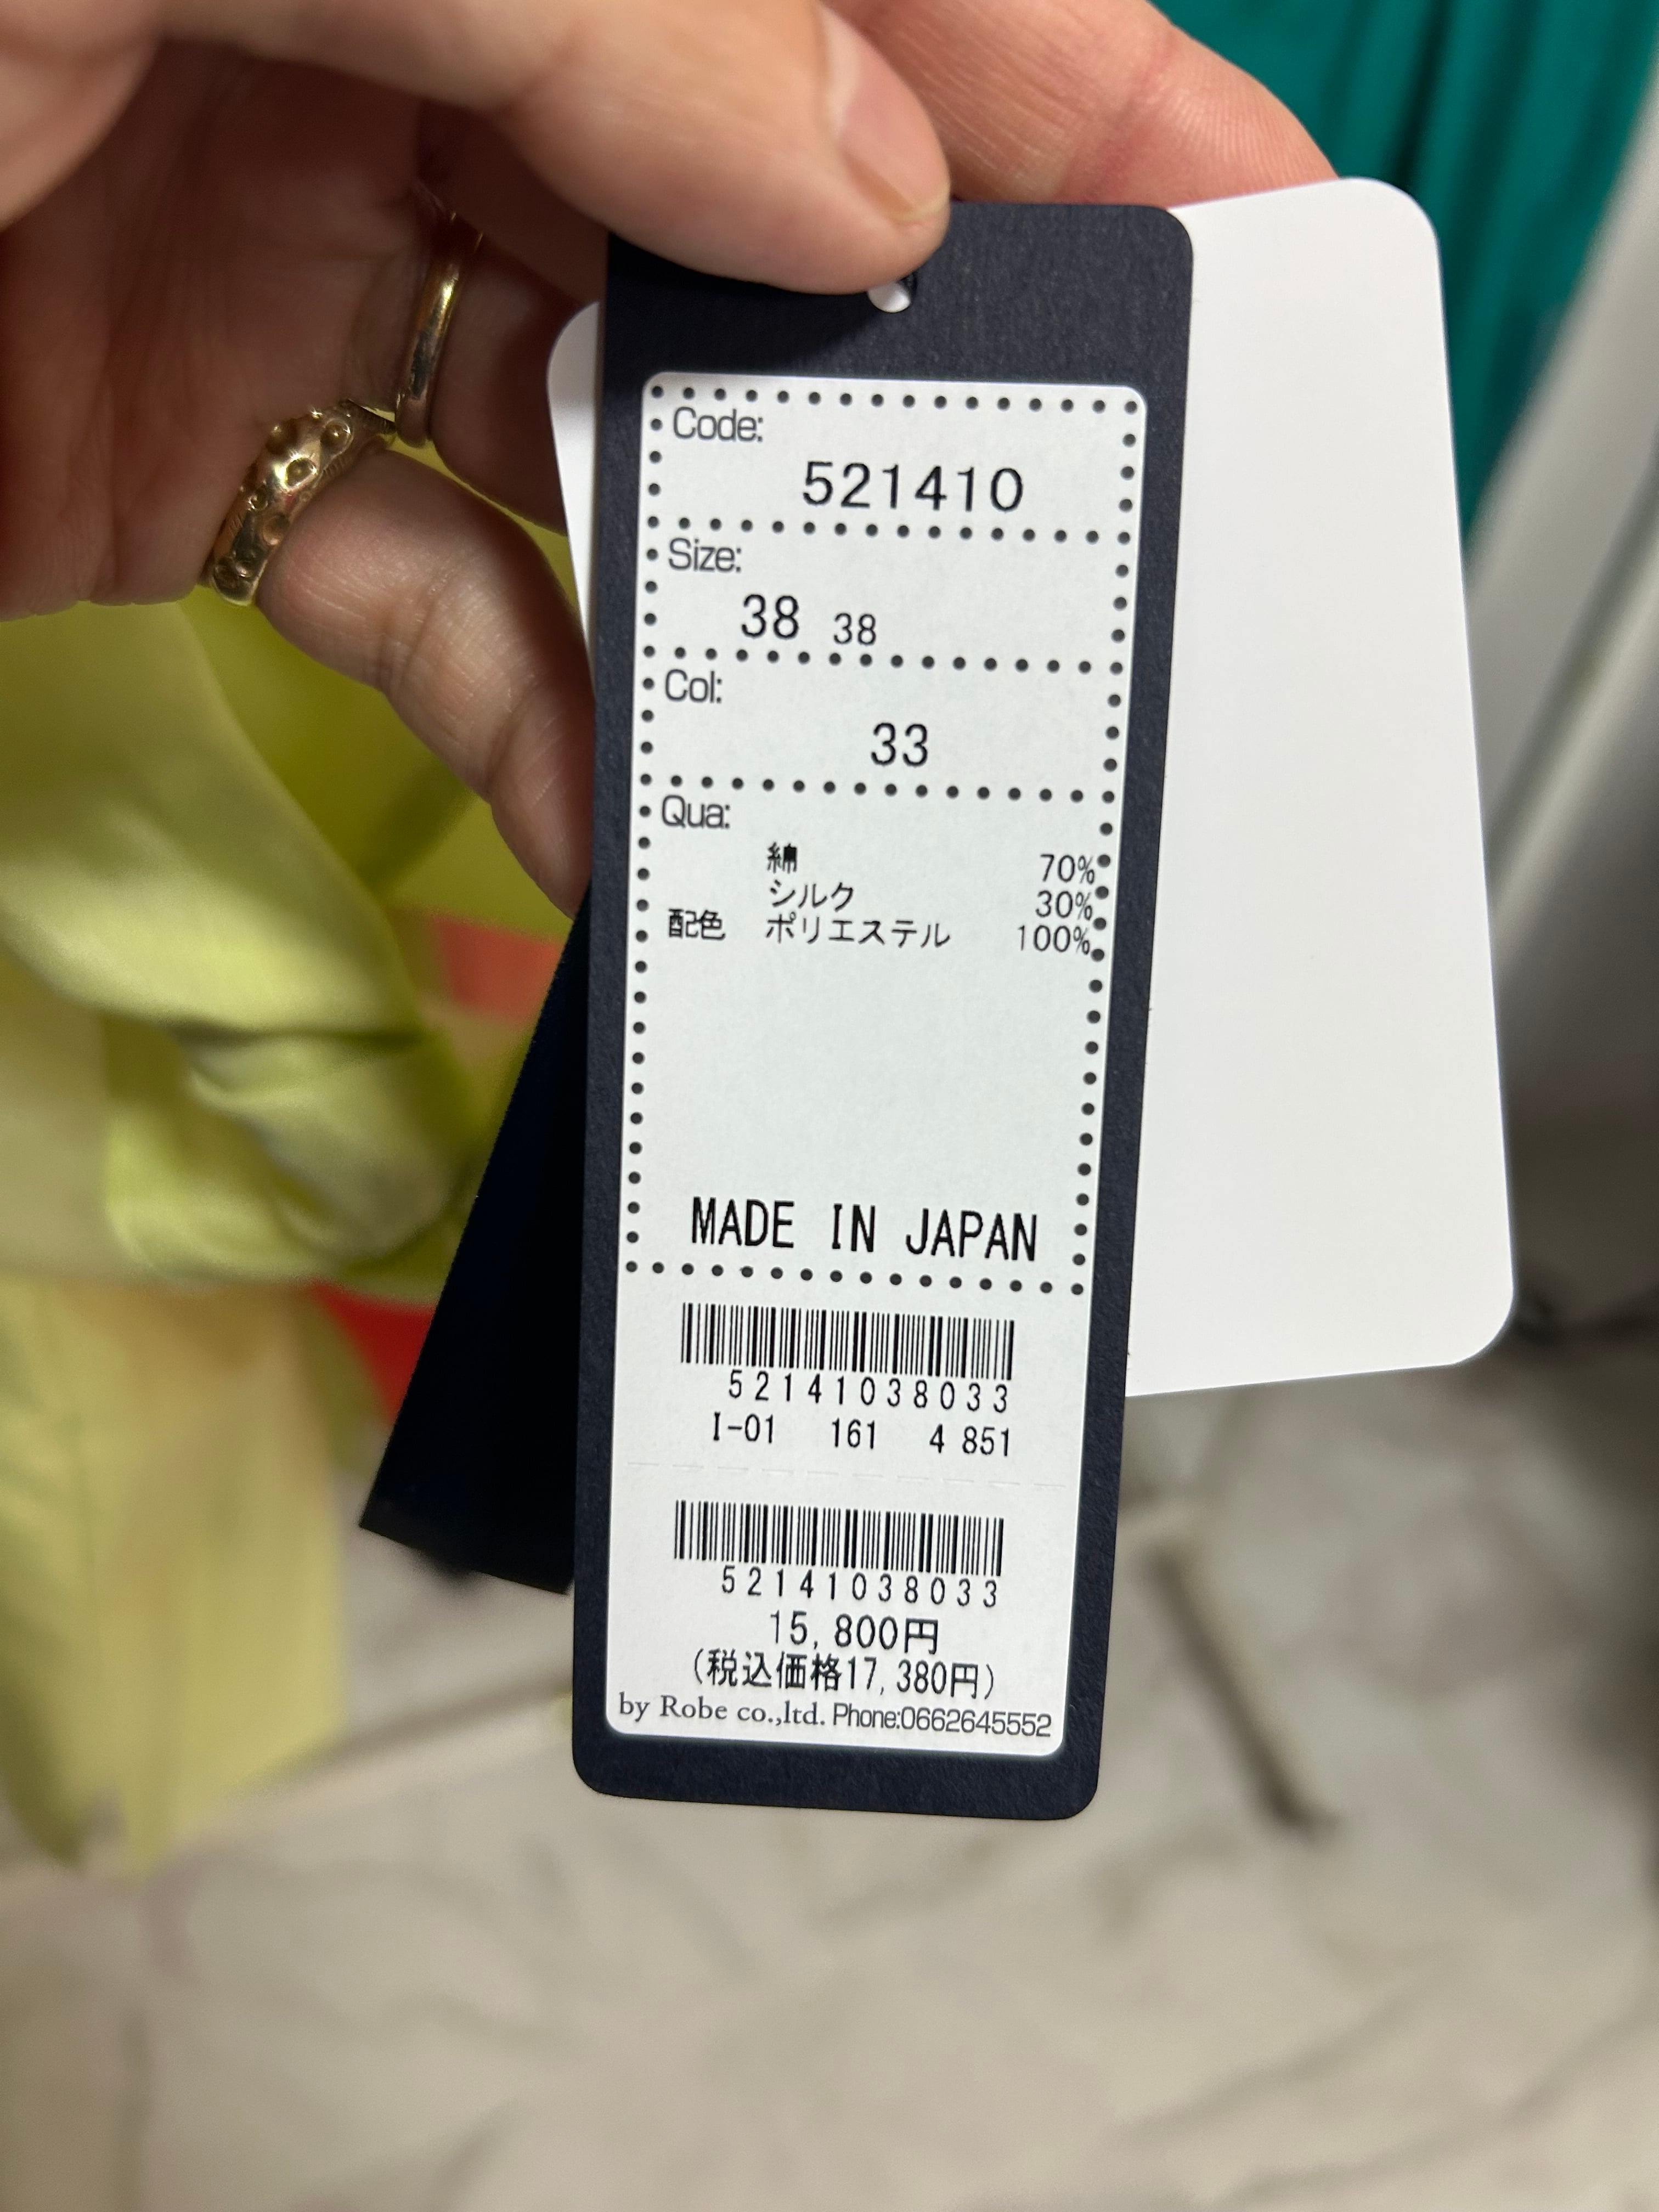 Code:
521410
Size:
38 38
Col:
33
Qua:
綿 70%
シルク 30%
配色 ポリエステル 100%
MADE IN JAPAN
52141038033
I-01 161 4 851
52141038033
15,800円
(税込価格17,380円)
by Robe co.,ltd. Phone:0662645552